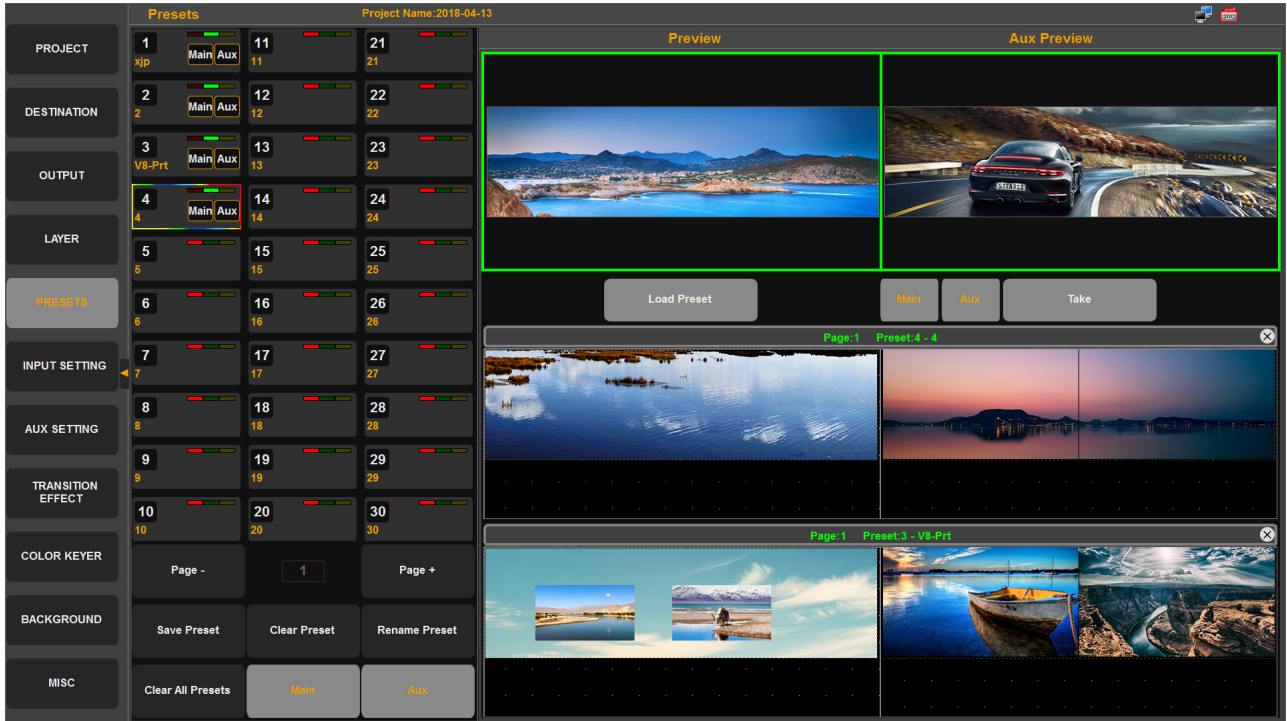 Presets
Project Name:2018-04-13
PROJECT
DESTINATION
OUTPUT
LAYER
PRESETS
INPUT SETTING
AUX SETTING
TRANSITION
EFFECT
COLOR KEYER
BACKGROUND
MISC
1
Main Aux
xjp
2
Main Aux
2
3
Main Aux
V8-Prt
4
Main Aux
4
5
5
6
6
7
7
8
8
9
9
10
10
11
11
12
12
13
13
14
14
15
15
16
16
17
17
18
18
19
19
20
20
21
21
22
22
23
23
24
24
25
25
26
26
27
27
28
28
29
29
30
30
Page -
1
Page +
Save Preset
Clear Preset
Rename Preset
Clear All Presets
Main
Aux
Preview
Aux Preview
Load Preset
Main
Aux
Take
Page:1 Preset:4 - 4
Page:1 Preset:3 - V8-Prt